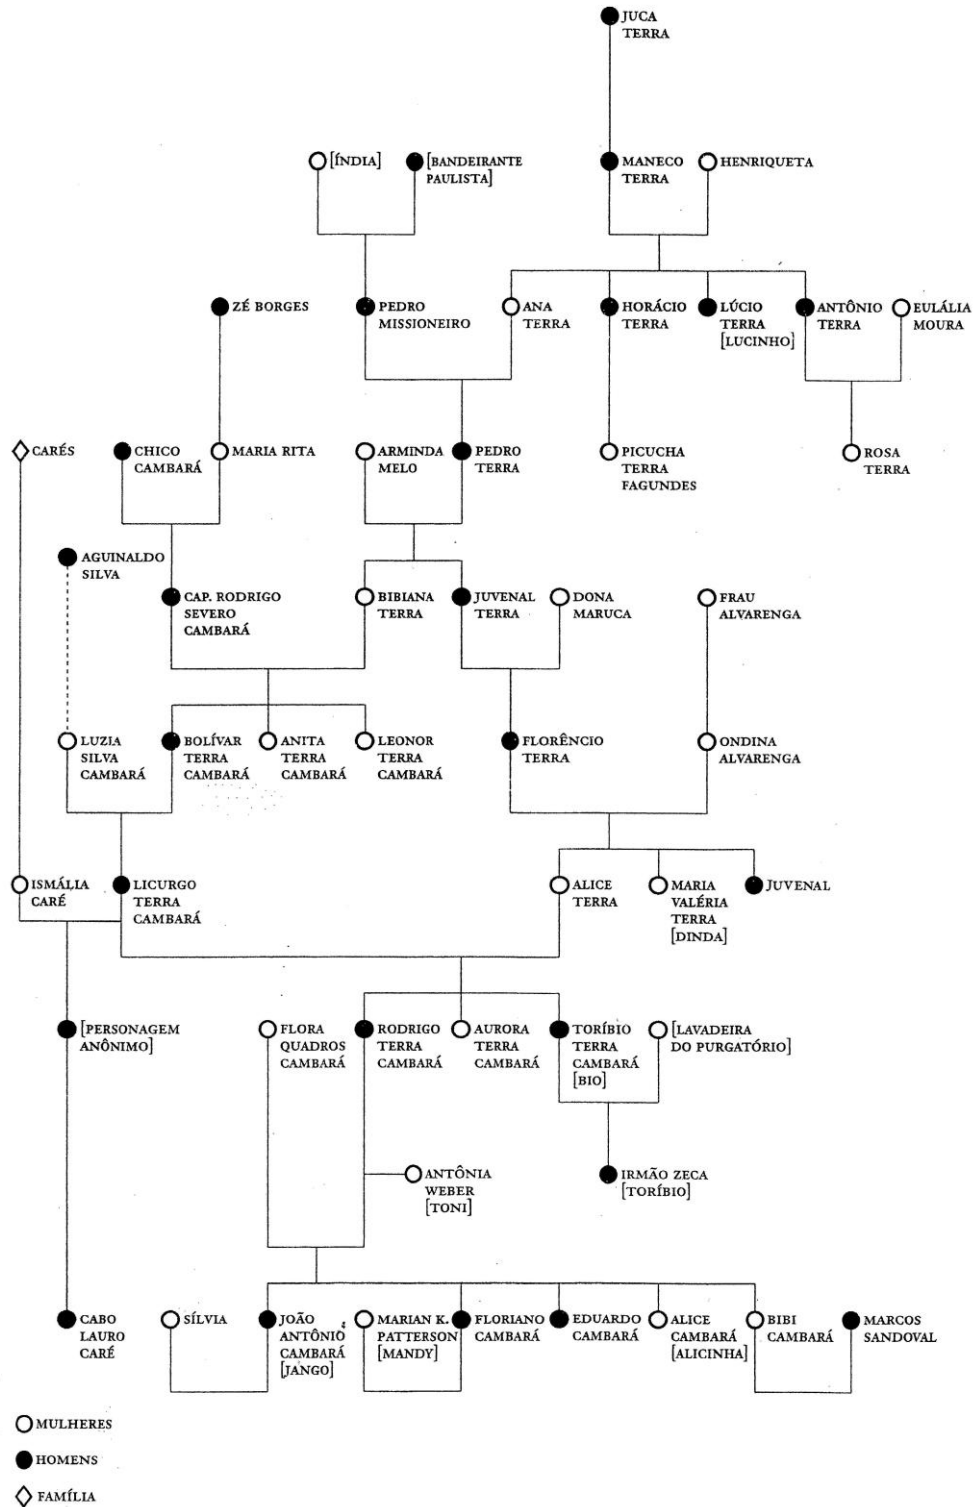 JUCA
TERRA
[ÍNDIA]
[BANDEIRANTE
PAULISTA]
MANECO
TERRA
HENRIQUETA
ZÉ BORGES
PEDRO
MISSIONEIRO
ANA
TERRA
HORÁCIO
TERRA
LÚCIO
TERRA
[LUCINHO]
ANTÔNIO
TERRA
EULÁLIA
MOURA
CARÉS
CHICO
CAMBARÁ
MARIA RITA
ARMINDA
MELO
PEDRO
TERRA
PICUCHA
TERRA
FAGUNDES
ROSA
TERRA
AGUINALDO
SILVA
CAP. RODRIGO
SEVERO
CAMBARÁ
BIBIANA
TERRA
JUVENAL
TERRA
DONA
MARUCA
FRAU
ALVARENGA
LUZIA
SILVA
CAMBARÁ
BOLÍVAR
TERRA
CAMBARÁ
ANITA
TERRA
CAMBARÁ
LEONOR
TERRA
CAMBARÁ
FLORÊNCIO
TERRA
ONDINA
ALVARENGA
ISMÁLIA
CARÉ
LICURGO
TERRA
CAMBARÁ
ALICE
TERRA
MARIA
VALÉRIA
TERRA
[DINDA]
JUVENAL
[PERSONAGEM
ANÔNIMO]
FLORA
QUADROS
CAMBARÁ
RODRIGO
TERRA
CAMBARÁ
AURORA
TERRA
CAMBARÁ
TORÍBIO
TERRA
CAMBARÁ
[BIO]
[LAVADEIRA
DO PURGATÓRIO]
ANTÔNIA
WEBER
[TONI]
IRMÃO ZECA
[TORÍBIO]
CABO
LAURO
CARÉ
SÍLVIA
JOÃO
ANTÔNIO
CAMBARÁ
[JANGO]
MARIAN K.
PATTERSON
[MANDY]
FLORIANO
CAMBARÁ
EDUARDO
CAMBARÁ
ALICE
CAMBARÁ
[ALICINHA]
BIBI
CAMBARÁ
MARCOS
SANDOVAL
MULHERES
HOMENS
FAMÍLIA